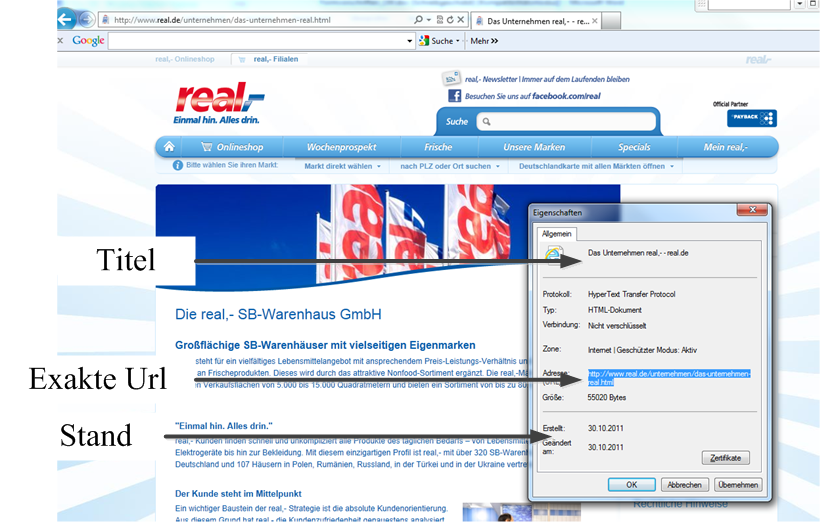 http://www.real.de/unternehmen/das-unternehmen-real.html
Das Unternehmen real,- - re...
x Google
Suche
Mehr »
real,- Onlineshop
real,- Filialen
real,-
real,- Newsletter ! Immer auf dem Laufenden bleiben
Besuchen Sie uns auf facebook.com/real
real,-
Einmal hin. Alles drin.
Official Partner
PAYBACK
Suche
Onlineshop
Wochenprospekt
Frische
Unsere Marken
Specials
Mein real,-
Bitte wählen Sie ihren Markt:
Markt direkt wählen
nach PLZ oder Ort suchen
Deutschlandkarte mit allen Märkten öffnen
real
Titel
Exakte Url
Stand
Die real,- SB-Warenhaus GmbH
Großflächige SB-Warenhäuser mit vielseitigen Eigenmarken
steht für ein vielfältiges Lebensmittelangebot mit ansprechendem Preis-Leistungs-Verhältnis un
an Frischeprodukten. Dieses wird durch das attraktive Nonfood-Sortiment ergänzt. Die real,-Mä
n Verkaufsflächen von 5.000 bis 15.000 Quadratmetern und bieten ein Sortiment von bis zu
"Einmal hin. Alles drin."
real,- Kunden finden schnell und unkompliziert alle Produkte des täglichen Bedarfs – von Lebensmitte
Elektrogeräte bis hin zur Bekleidung. Mit diesem einzigartigen Profil ist real,- mit über 320 SB-Waren
Deutschland und 107 Häusern in Polen, Rumänien, Russland, in der Türkei und in der Ukraine vertre
Der Kunde steht im Mittelpunkt
Ein wichtiger Baustein der real,- Strategie ist die absolute Kundenorientierung.
Aus diesem Grund hat real,- die Kundenzufriedenheit genauestens analysiert
Rechtliche Hinweise
Eigenschaften
Allgemein
Das Unternehmen real,- - real.de
Protokoll: HyperText Transfer Protocol
Typ: HTML-Dokument
Verbindung: Nicht verschlüsselt
Zone: Internet | Geschützter Modus: Aktiv
Adresse: http://www.real.de/unternehmen/das-unternehmen-
(URL) real.html
Größe: 55020 Bytes
Erstellt: 30.10.2011
Geändert am: 30.10.2011
Zertifikate
OK
Abbrechen
Übernehmen